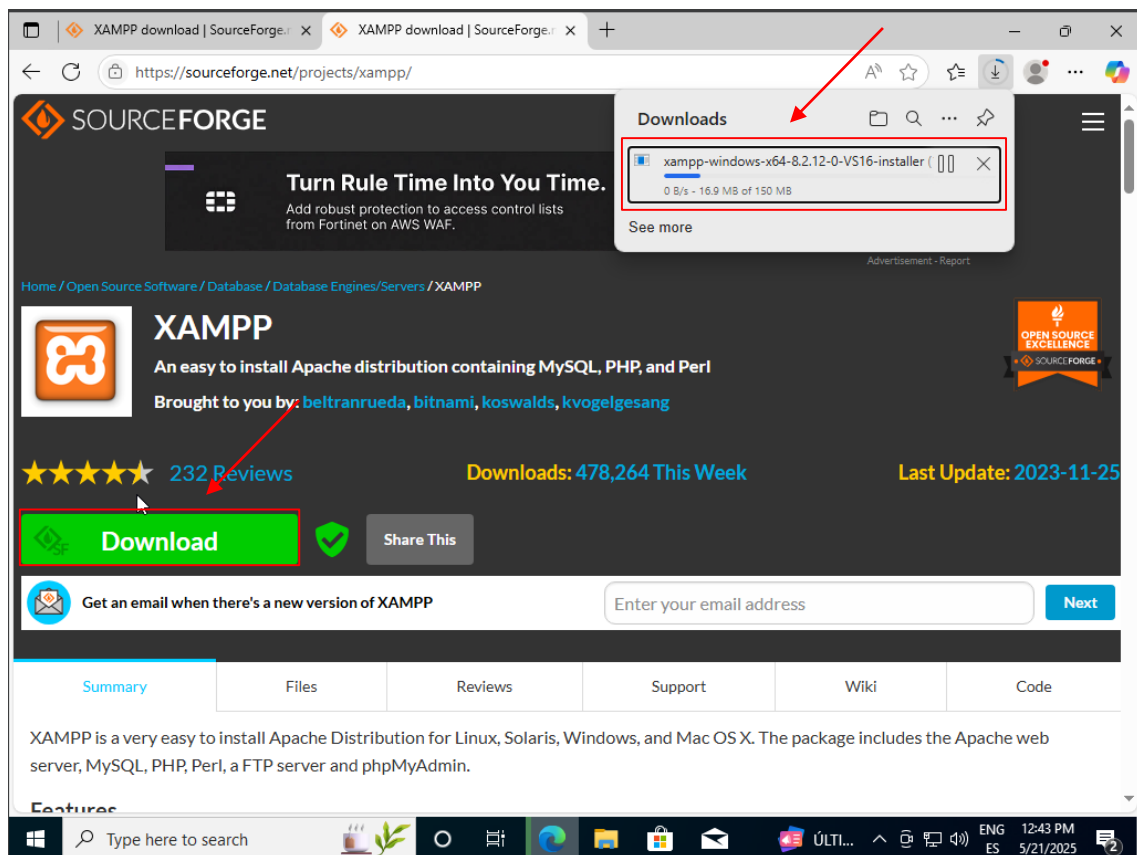 XAMPP download | SourceForge.r
XAMPP download | SourceForge.r
https://sourceforge.net/projects/xampp/
SOURCEFORGE
Downloads
xampp-windows-x64-8.2.12-0-VS16-installer (
0 B/s - 16.9 MB of 150 MB
See more
Turn Rule Time Into You Time.
Add robust protection to access control lists
from Fortinet on AWS WAF.
Advertisement - Report
Home / Open Source Software / Database / Database Engines/Servers / XAMPP
XAMPP
An easy to install Apache distribution containing MySQL, PHP, and Perl
Brought to you by: beltranrueda, bitnami, koswalds, kvogelgesang
OPEN SOURCE
EXCELLENCE
SOURCEFORGE
232 Reviews
Downloads: 478,264 This Week
Last Update: 2023-11-25
SF
Download
Share This
Get an email when there's a new version of XAMPP
Enter your email address
Next
Summary
Files
Reviews
Support
Wiki
Code
XAMPP is a very easy to install Apache Distribution for Linux, Solaris, Windows, and Mac OS X. The package includes the Apache web
server, MySQL, PHP, Perl, a FTP server and phpMyAdmin.
Features
Type here to search
ÚLTI...
ENG
ES
12:43 PM
5/21/2025
2